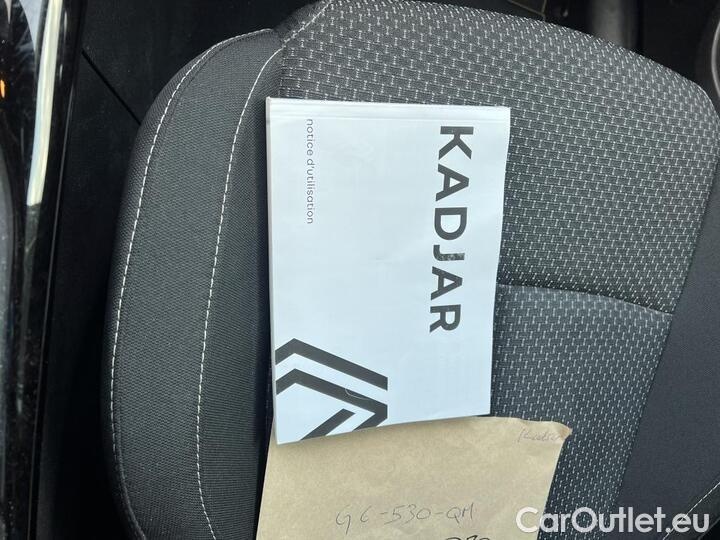 KADJAR
notice d'utilisation
GC-530-QM
CarOutlet.eu